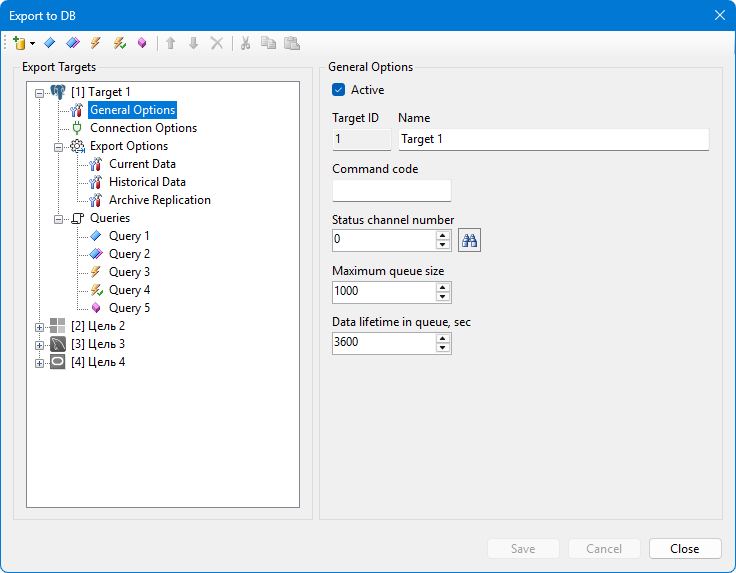 Export to DB
Export Targets
[1] Target 1
General Options
Connection Options
Export Options
Current Data
Historical Data
Archive Replication
Queries
Query 1
Query 2
Query 3
Query 4
Query 5
[2] Цель 2
[3] Цель 3
[4] Цель 4
General Options
Active
Target ID Name
1 Target 1
Command code
Status channel number
0
Maximum queue size
1000
Data lifetime in queue, sec
3600
Save Cancel Close